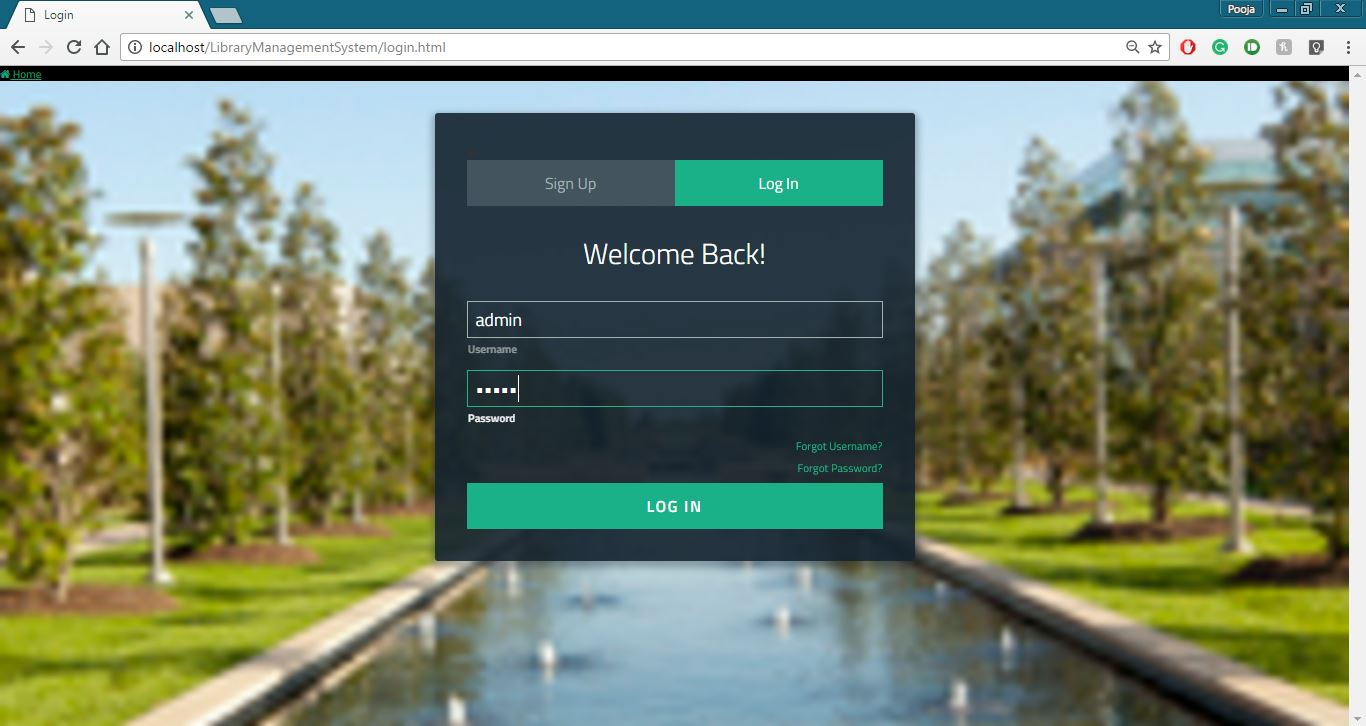 Login
Pooja
localhost/LibraryManagementSystem/login.html
Home
Sign Up
Log In
Welcome Back!
admin
Username
•••••
Password
Forgot Username?
Forgot Password?
LOG IN